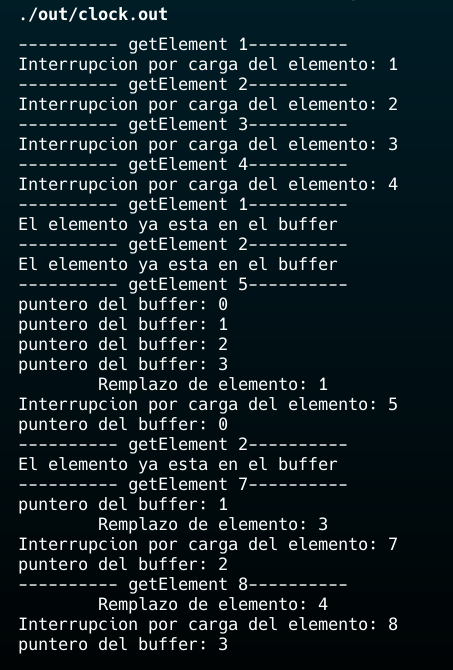 ./out/clock.out
---------- getElement 1----------
Interrupcion por carga del elemento: 1
---------- getElement 2----------
Interrupcion por carga del elemento: 2
---------- getElement 3----------
Interrupcion por carga del elemento: 3
---------- getElement 4----------
Interrupcion por carga del elemento: 4
---------- getElement 1----------
El elemento ya esta en el buffer
---------- getElement 2----------
El elemento ya esta en el buffer
---------- getElement 5----------
puntero del buffer: 0
puntero del buffer: 1
puntero del buffer: 2
puntero del buffer: 3
        Remplazo de elemento: 1
Interrupcion por carga del elemento: 5
puntero del buffer: 0
---------- getElement 2----------
El elemento ya esta en el buffer
---------- getElement 7----------
puntero del buffer: 1
        Remplazo de elemento: 3
Interrupcion por carga del elemento: 7
puntero del buffer: 2
---------- getElement 8----------
        Remplazo de elemento: 4
Interrupcion por carga del elemento: 8
puntero del buffer: 3